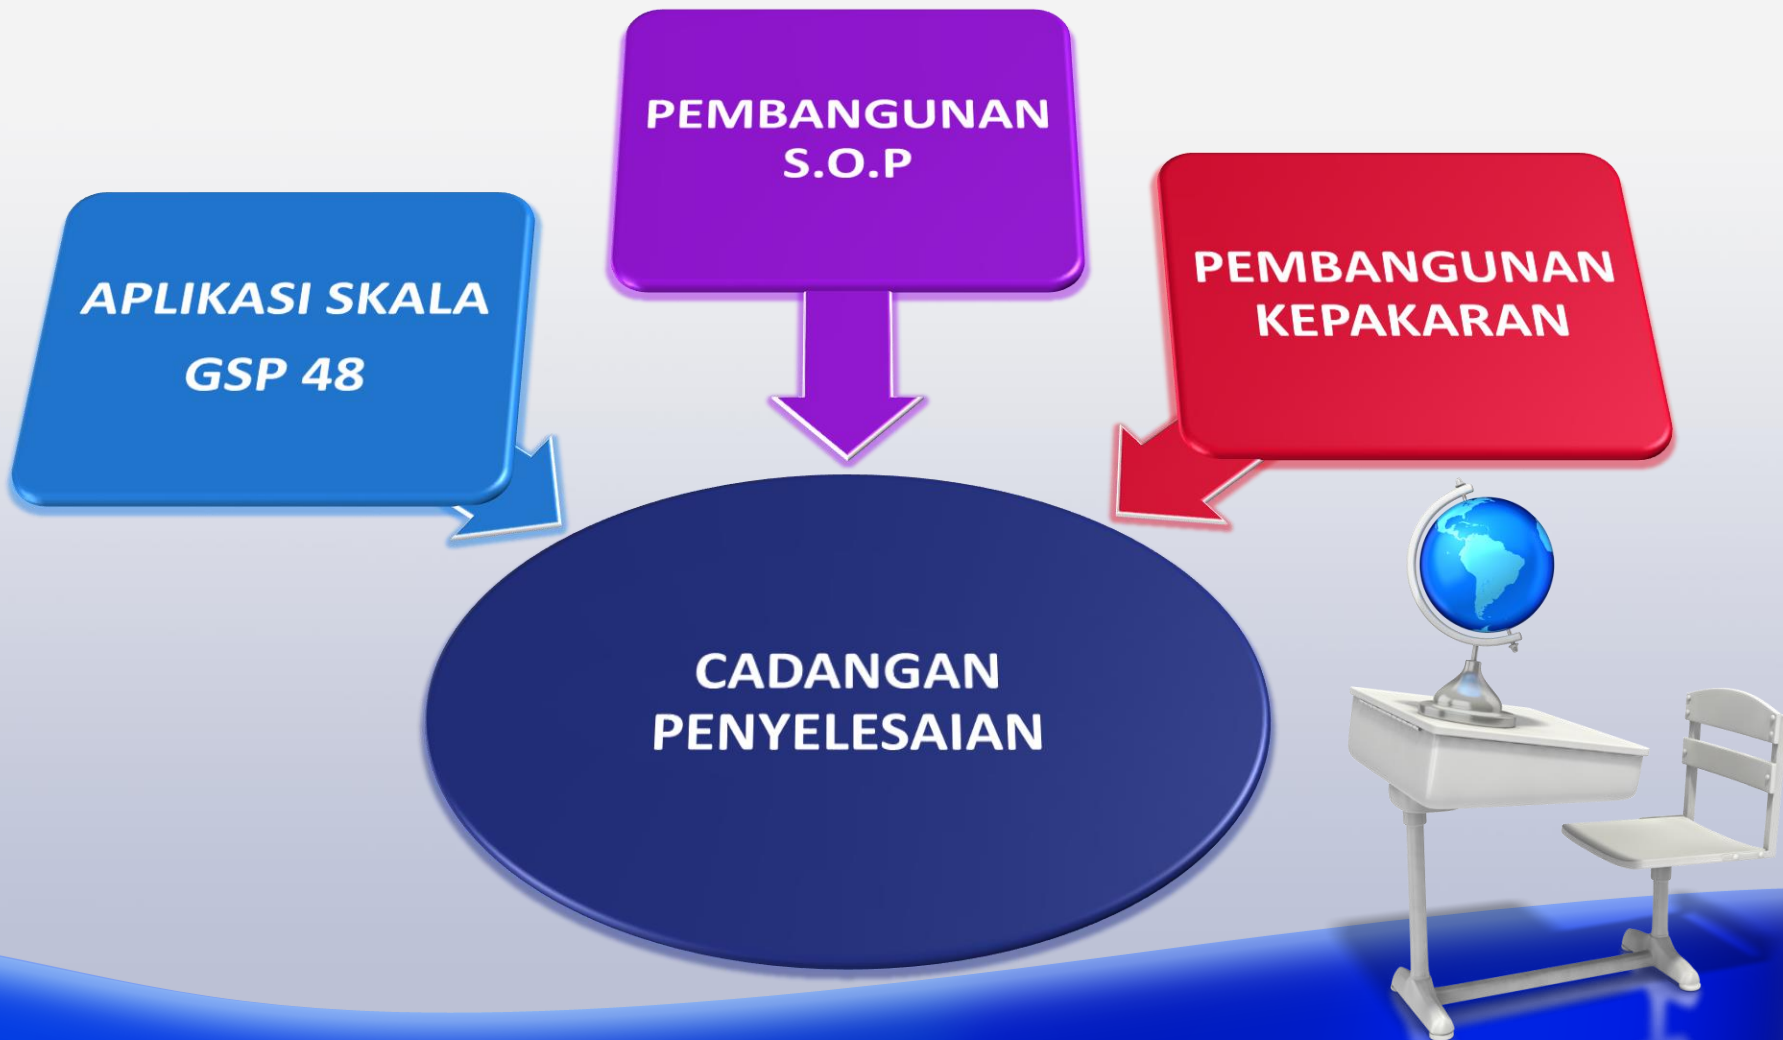 APLIKASI SKALA
GSP 48
PEMBANGUNAN
S.O.P
PEMBANGUNAN
KEPAKARAN
CADANGAN
PENYELESAIAN